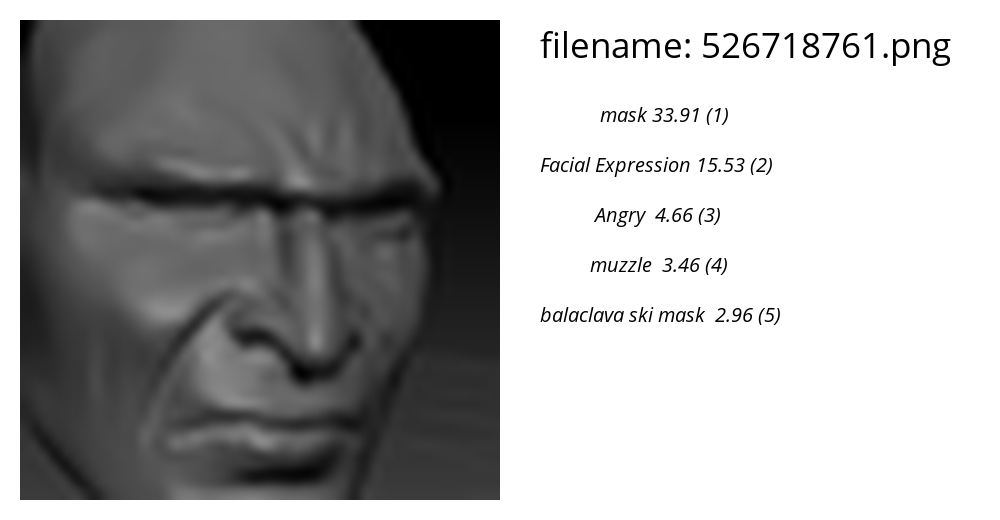 filename: 526718761.png
mask 33.91 (1)
Facial Expression 15.53 (2)
Angry 4.66 (3)
muzzle 3.46 (4)
balaclava ski mask 2.96 (5)